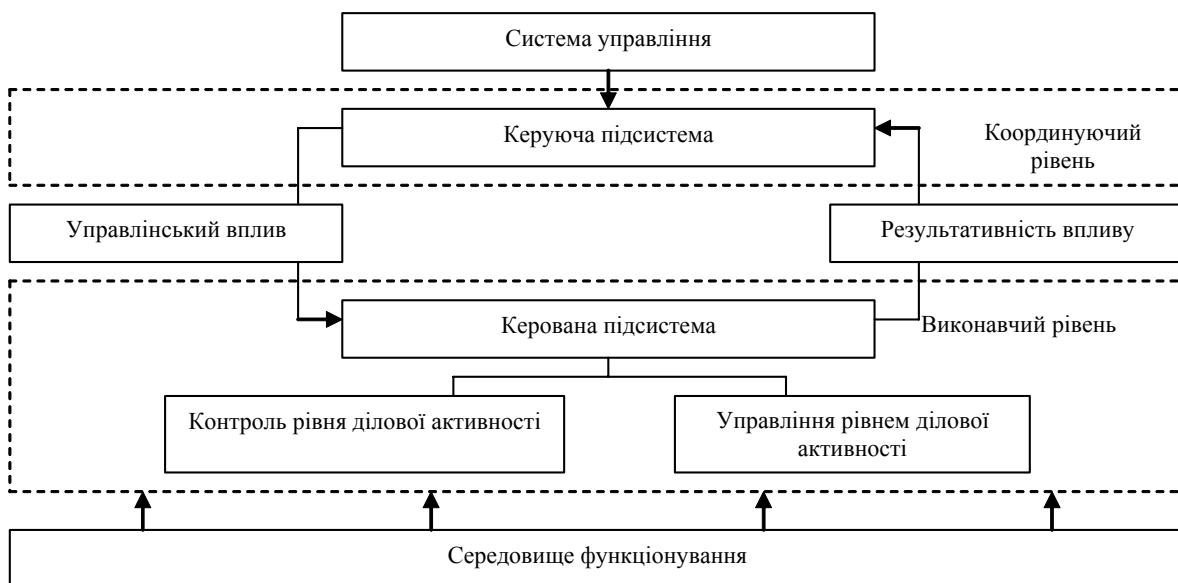 Система управління
Керуюча підсистема
Координуючий
рівень
Управлінський вплив
Результативність впливу
Керована підсистема
Виконавчий рівень
Контроль рівня ділової активності
Управління рівнем ділової
активності
Середовище функціонування